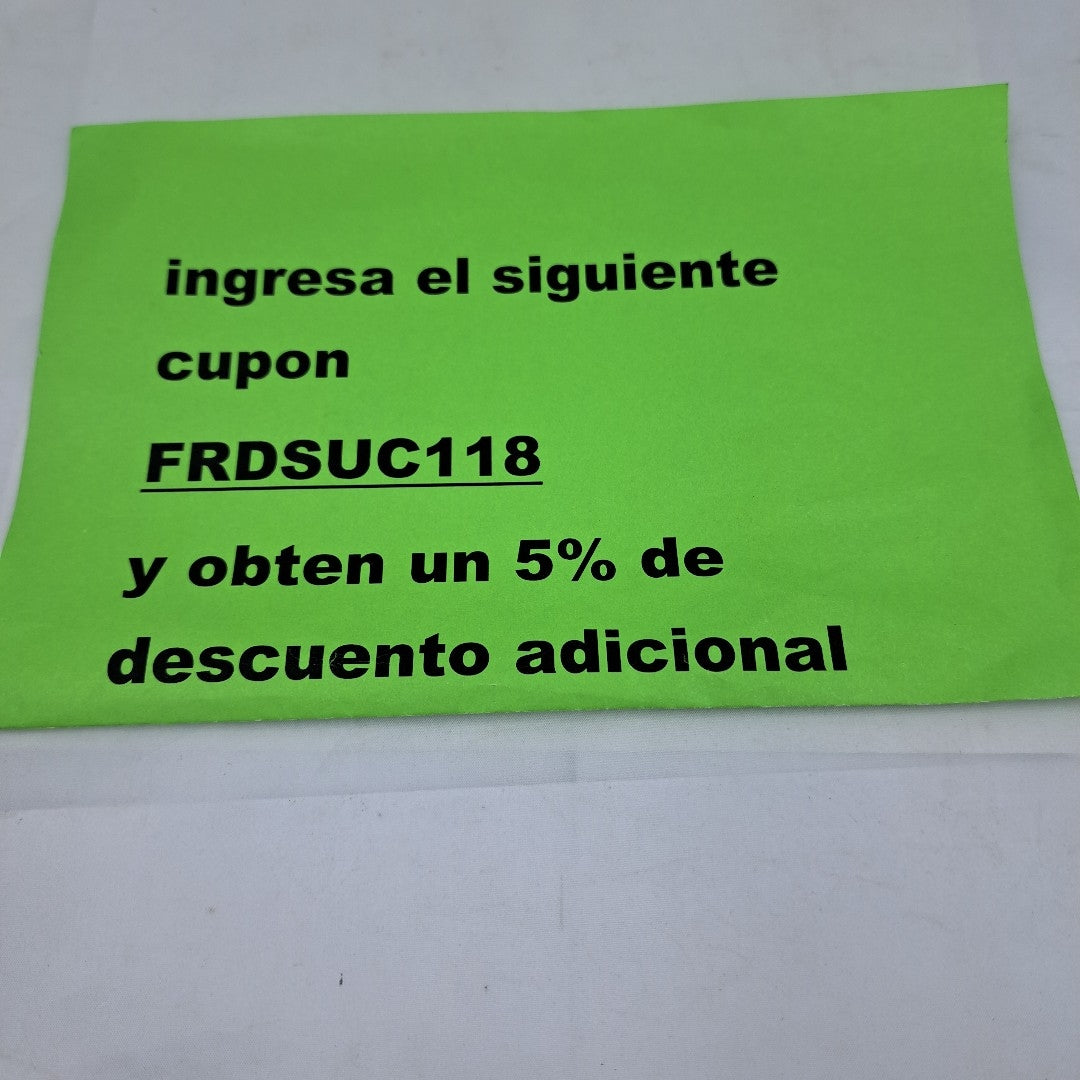 ingresa el siguiente
cupon
FRDSUC118
y obten un 5% de
descuento adicional